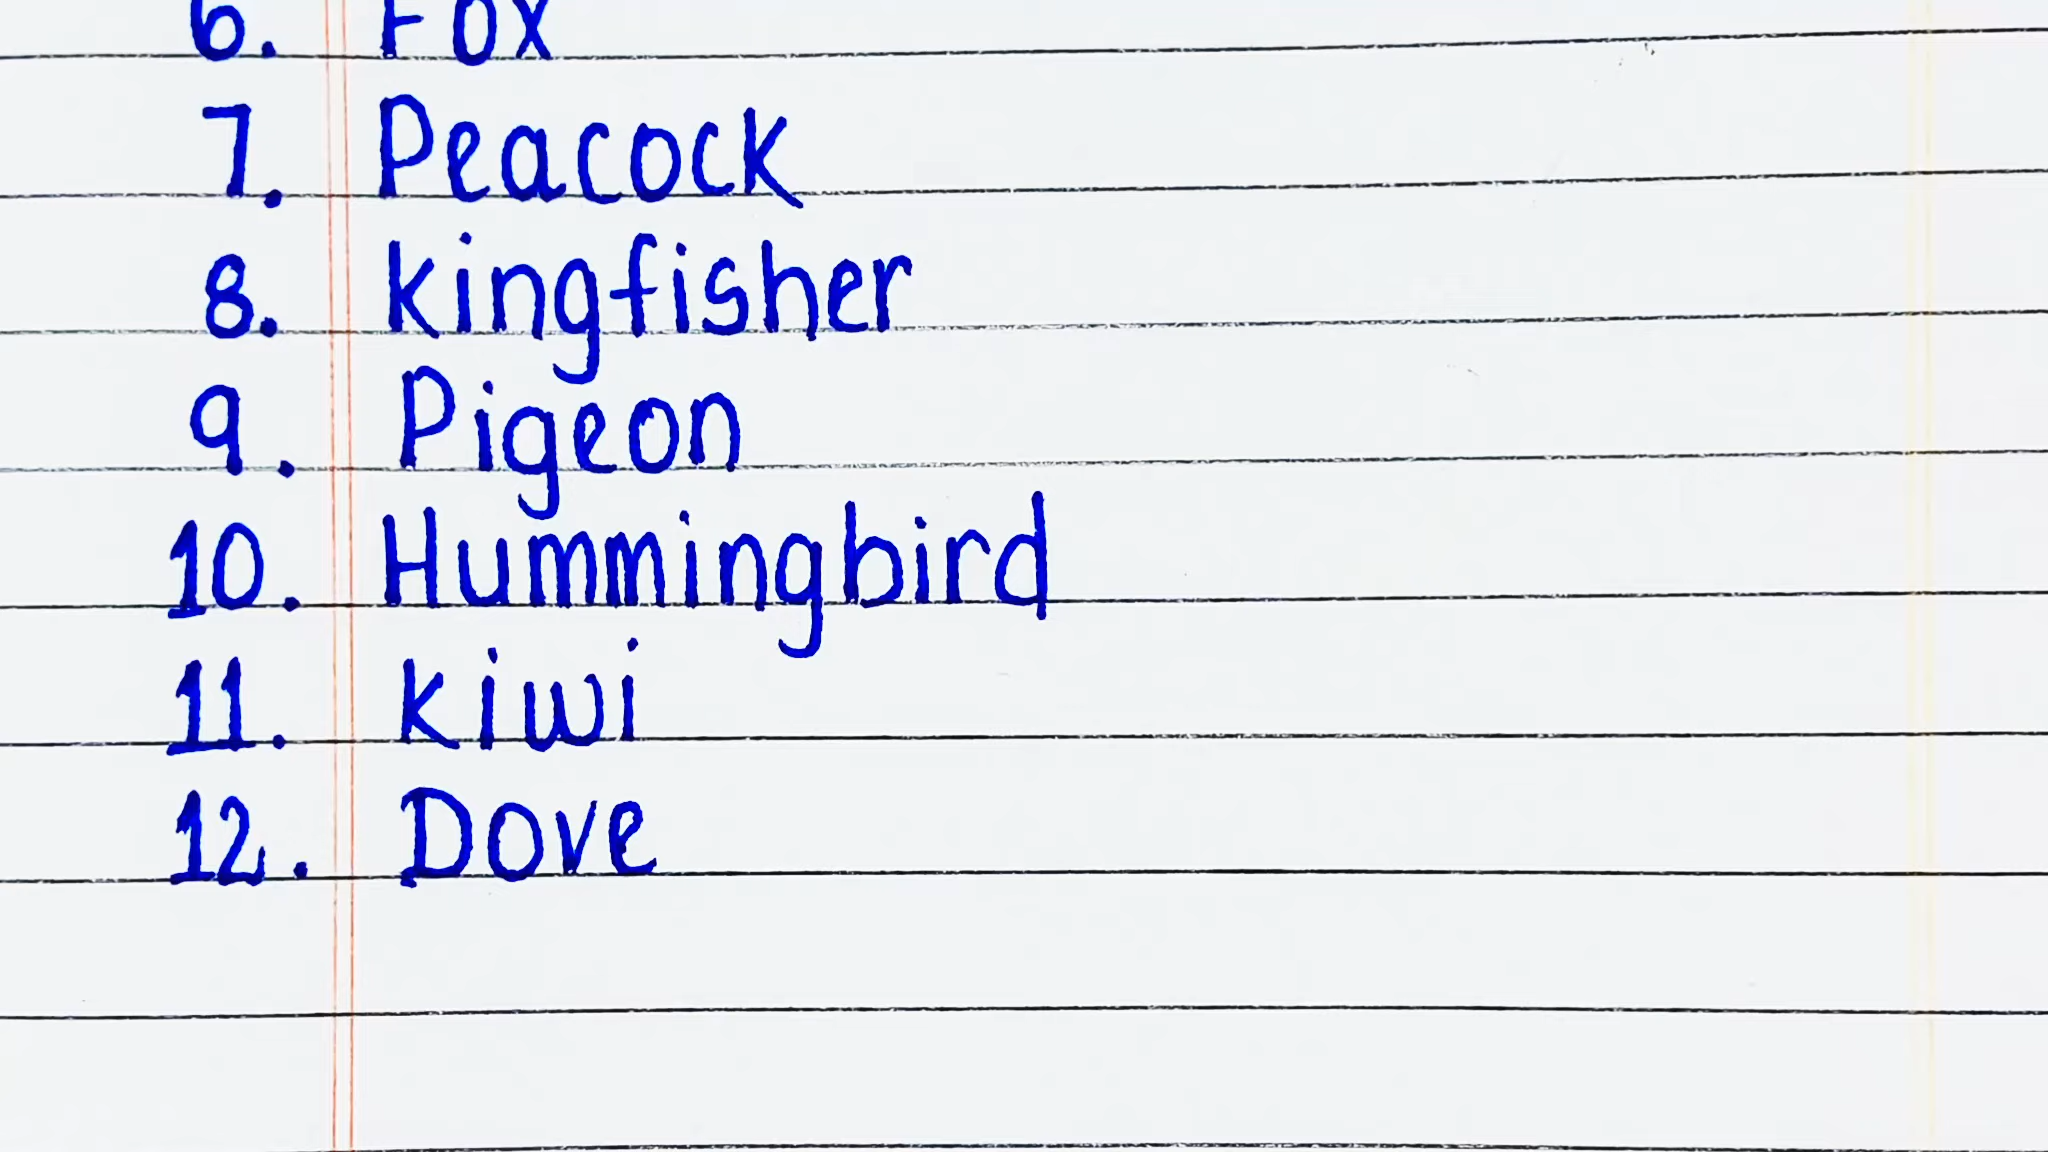 6. Fox
7. Peacock
8. kingfisher
9. Pigeon
10. Hummingbird
11. kiwi
12. Dove